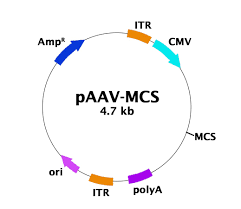 ITR
Ampᴿ
CMV
pAAV-MCS
4.7 kb
MCS
ori
ITR
polyA